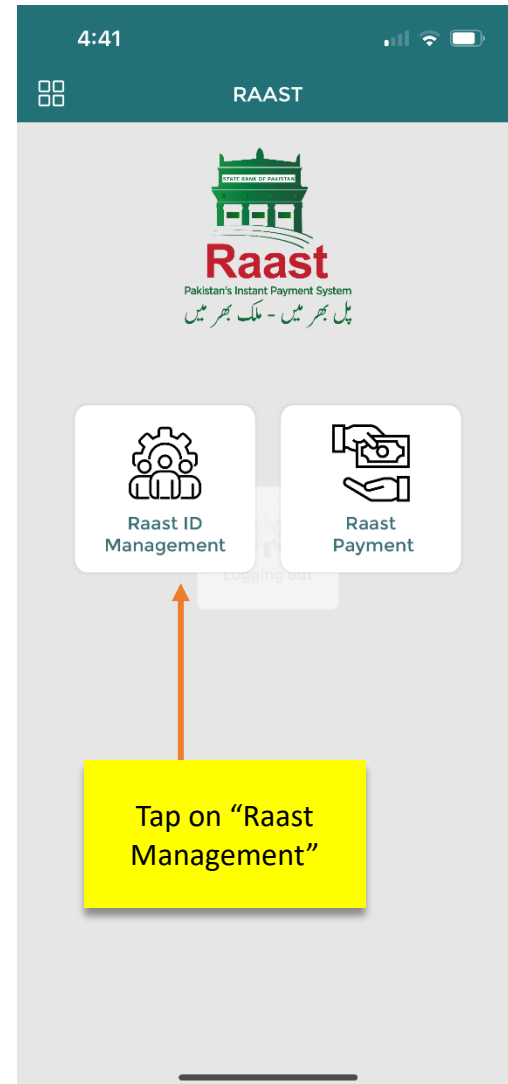 4:41
RAAST
STATE BANK OF PAKISTAN
Raast
Pakistan's Instant Payment System
پل بھر میں - ملک بھر میں
Raast ID
Management
Raast
Payment
Logging out
Tap on “Raast
Management”